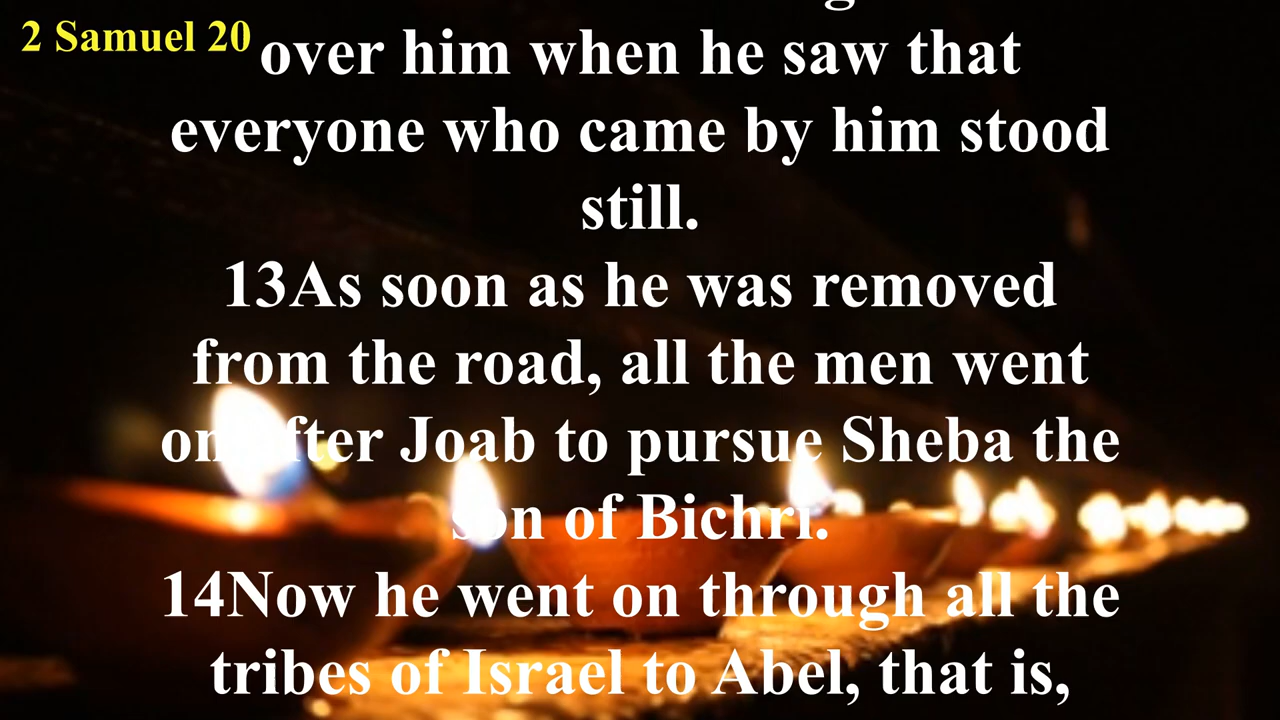 2 Samuel 20
over him when he saw that
everyone who came by him stood
still.
13As soon as he was removed
from the road, all the men went
on after Joab to pursue Sheba the
son of Bichri.
14Now he went on through all the
tribes of Israel to Abel, that is,